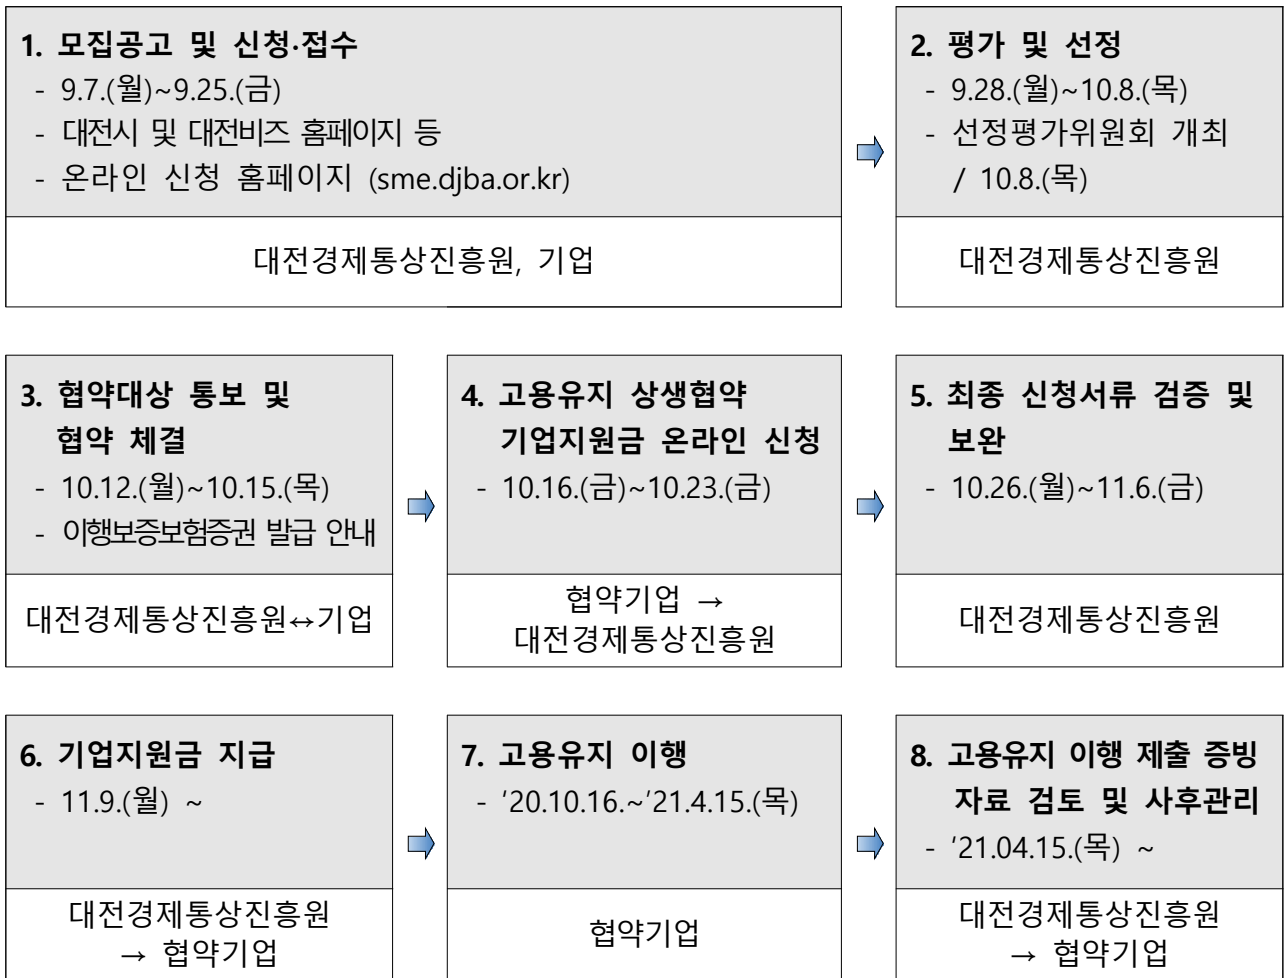 1. 모집공고 및 신청·접수
- 9.7.(월)~9.25.(금)
- 대전시 및 대전비즈 홈페이지 등
- 온라인 신청 홈페이지 (sme.djba.or.kr)
대전경제통상진흥원, 기업
2. 평가 및 선정
- 9.28.(월)~10.8.(목)
- 선정평가위원회 개최
/ 10.8.(목)
대전경제통상진흥원
3. 협약대상 통보 및
협약 체결
- 10.12.(월)~10.15.(목)
- 이행보증보험증권 발급 안내
대전경제통상진흥원↔기업
4. 고용유지 상생협약
기업지원금 온라인 신청
- 10.16.(금)~10.23.(금)
협약기업 →
대전경제통상진흥원
5. 최종 신청서류 검증 및
보완
- 10.26.(월)~11.6.(금)
대전경제통상진흥원
6. 기업지원금 지급
- 11.9.(월) ~
대전경제통상진흥원
→ 협약기업
7. 고용유지 이행
- '20.10.16.~'21.4.15.(목)
협약기업
8. 고용유지 이행 제출 증빙
자료 검토 및 사후관리
- '21.04.15.(목) ~
대전경제통상진흥원
→ 협약기업